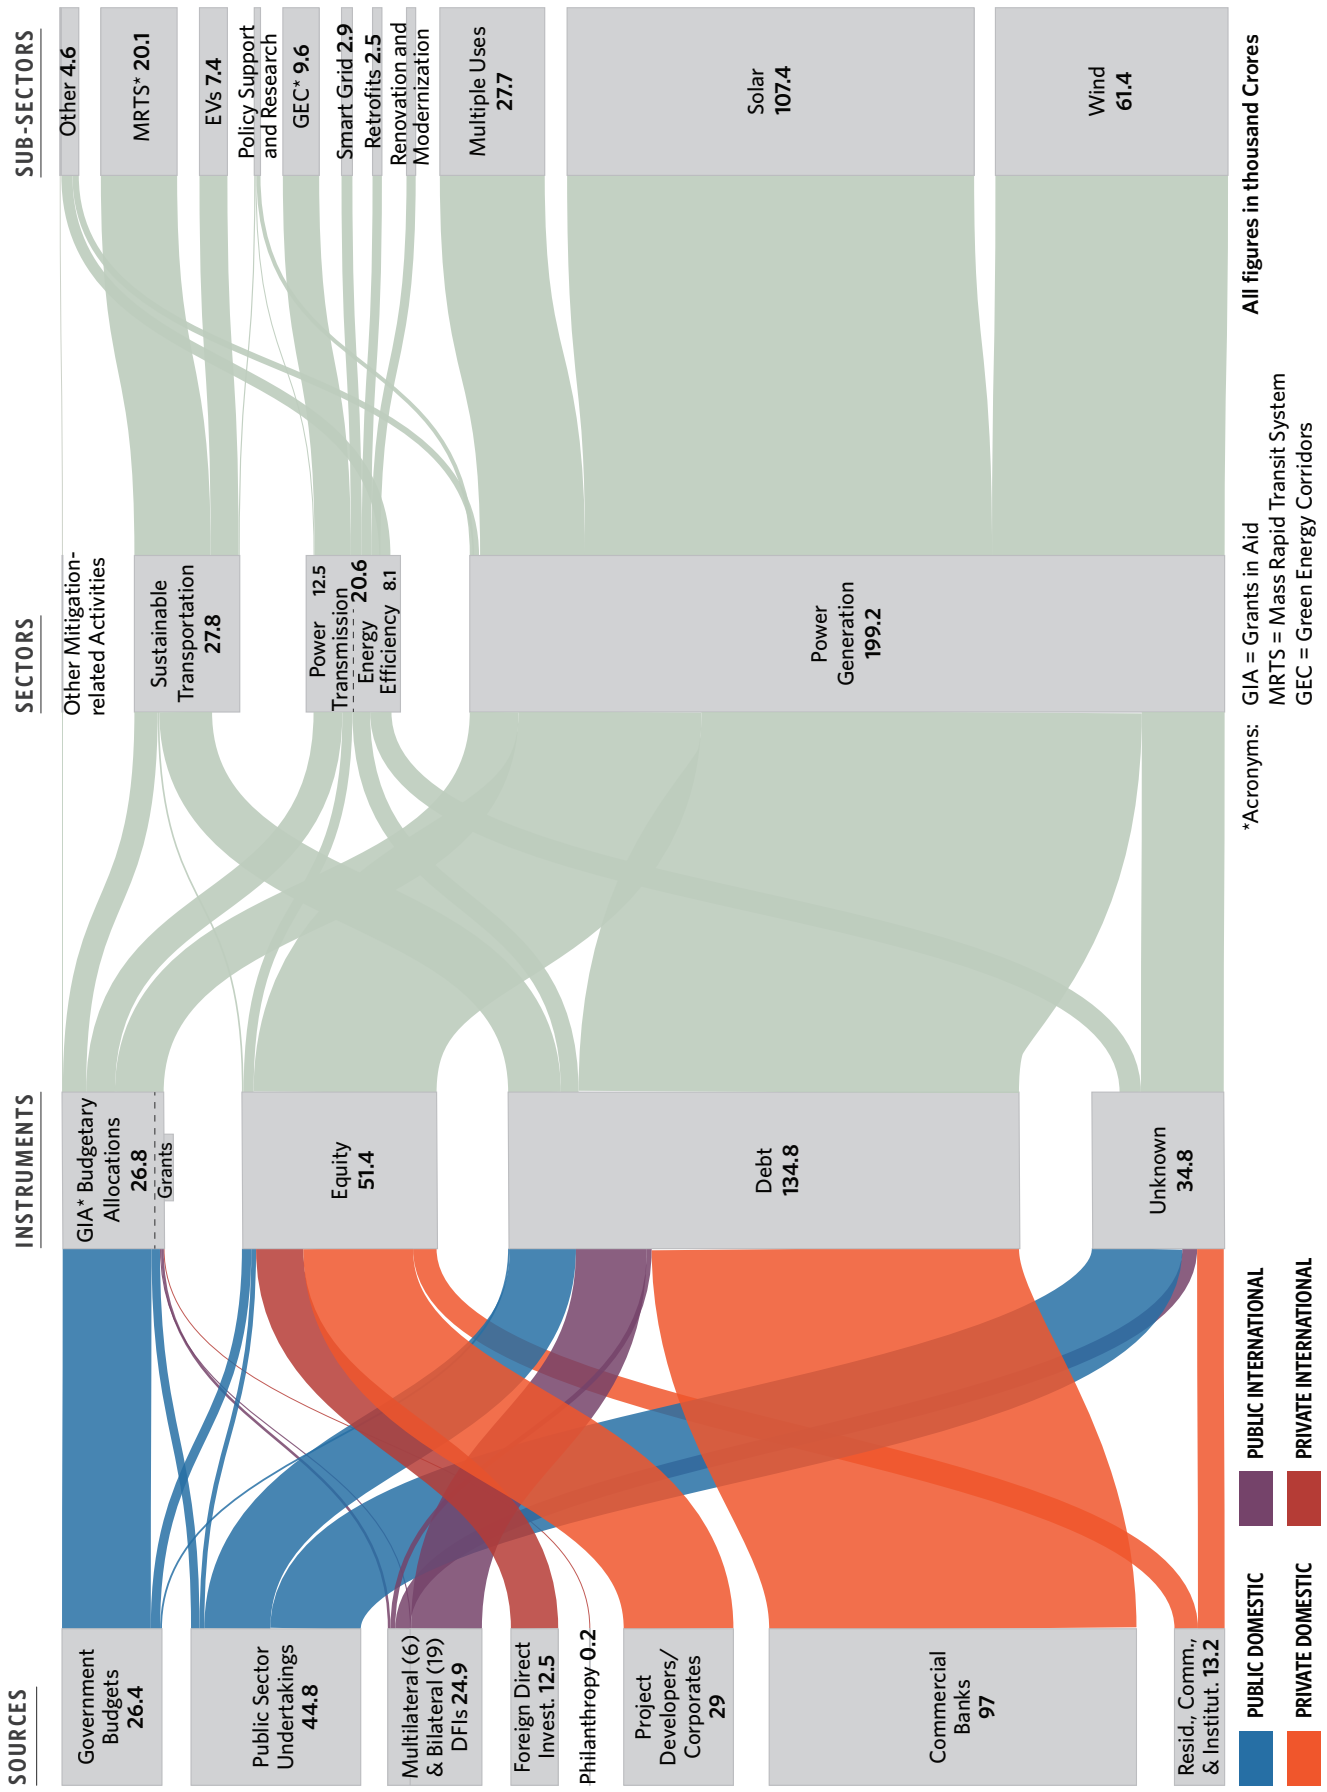 SOURCES
INSTRUMENTS
SECTORS
SUB-SECTORS
Government
Budgets
26.4
Public Sector
Undertakings
44.8
Multilateral (6)
& Bilateral (19)
DFIs 24.9
Foreign Direct
Invest. 12.5
Philanthropy 0.2
Project
Developers/
Corporates
29
Commercial
Banks
97
Resid., Comm.,
& Institut. 13.2
GIA* Budgetary
Allocations
26.8
Grants
Equity
51.4
Debt
134.8
Unknown
34.8
Other Mitigation-
related Activities
Sustainable
Transportation
27.8
Power 12.5
Transmission
20.6
Energy
Efficiency 8.1
Power
Generation
199.2
Other 4.6
MRTS* 20.1
EVs 7.4
Policy Support
and Research
GEC* 9.6
Smart Grid 2.9
Retrofits 2.5
Renovation and
Modernization
Multiple Uses
27.7
Solar
107.4
Wind
61.4
PUBLIC DOMESTIC
PUBLIC INTERNATIONAL
PRIVATE DOMESTIC
PRIVATE INTERNATIONAL
*Acronyms: GIA = Grants in Aid
MRTS = Mass Rapid Transit System
GEC = Green Energy Corridors
All figures in thousand Crores